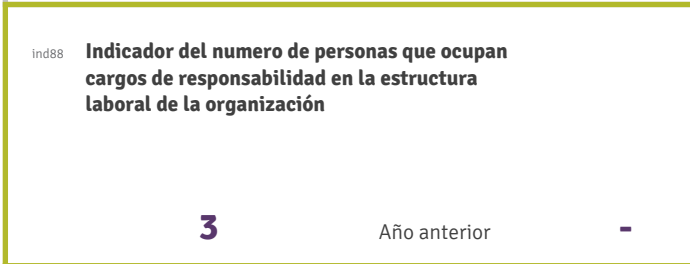 ind88 Indicador del numero de personas que ocupan
cargos de responsabilidad en la estructura
laboral de la organización
3 Año anterior -